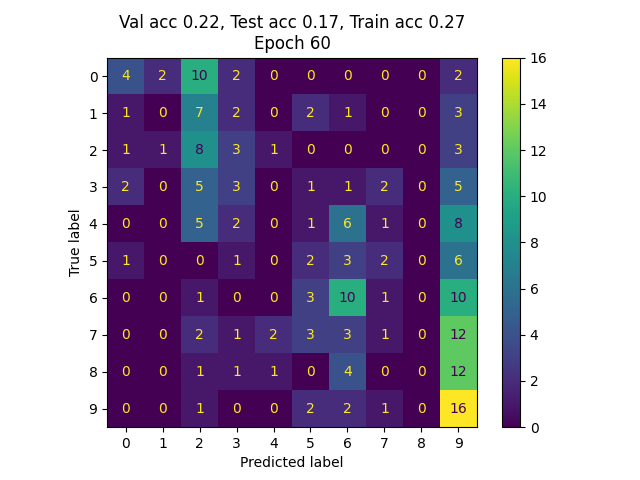 Val acc 0.22, Test acc 0.17, Train acc 0.27
Epoch 60
True label
0 4 2 10 2 0 0 0 0 0 2
1 1 0 7 2 0 2 1 0 0 3
2 1 1 8 3 1 0 0 0 0 3
3 2 0 5 3 0 1 1 2 0 5
4 0 0 5 2 0 1 6 1 0 8
5 1 0 0 1 0 2 3 2 0 6
6 0 0 1 0 0 3 10 1 0 10
7 0 0 2 1 2 3 3 1 0 12
8 0 0 1 1 1 0 4 0 0 12
9 0 0 1 0 0 2 2 1 0 16
0 1 2 3 4 5 6 7 8 9
Predicted label
16
14
12
10
8
6
4
2
0